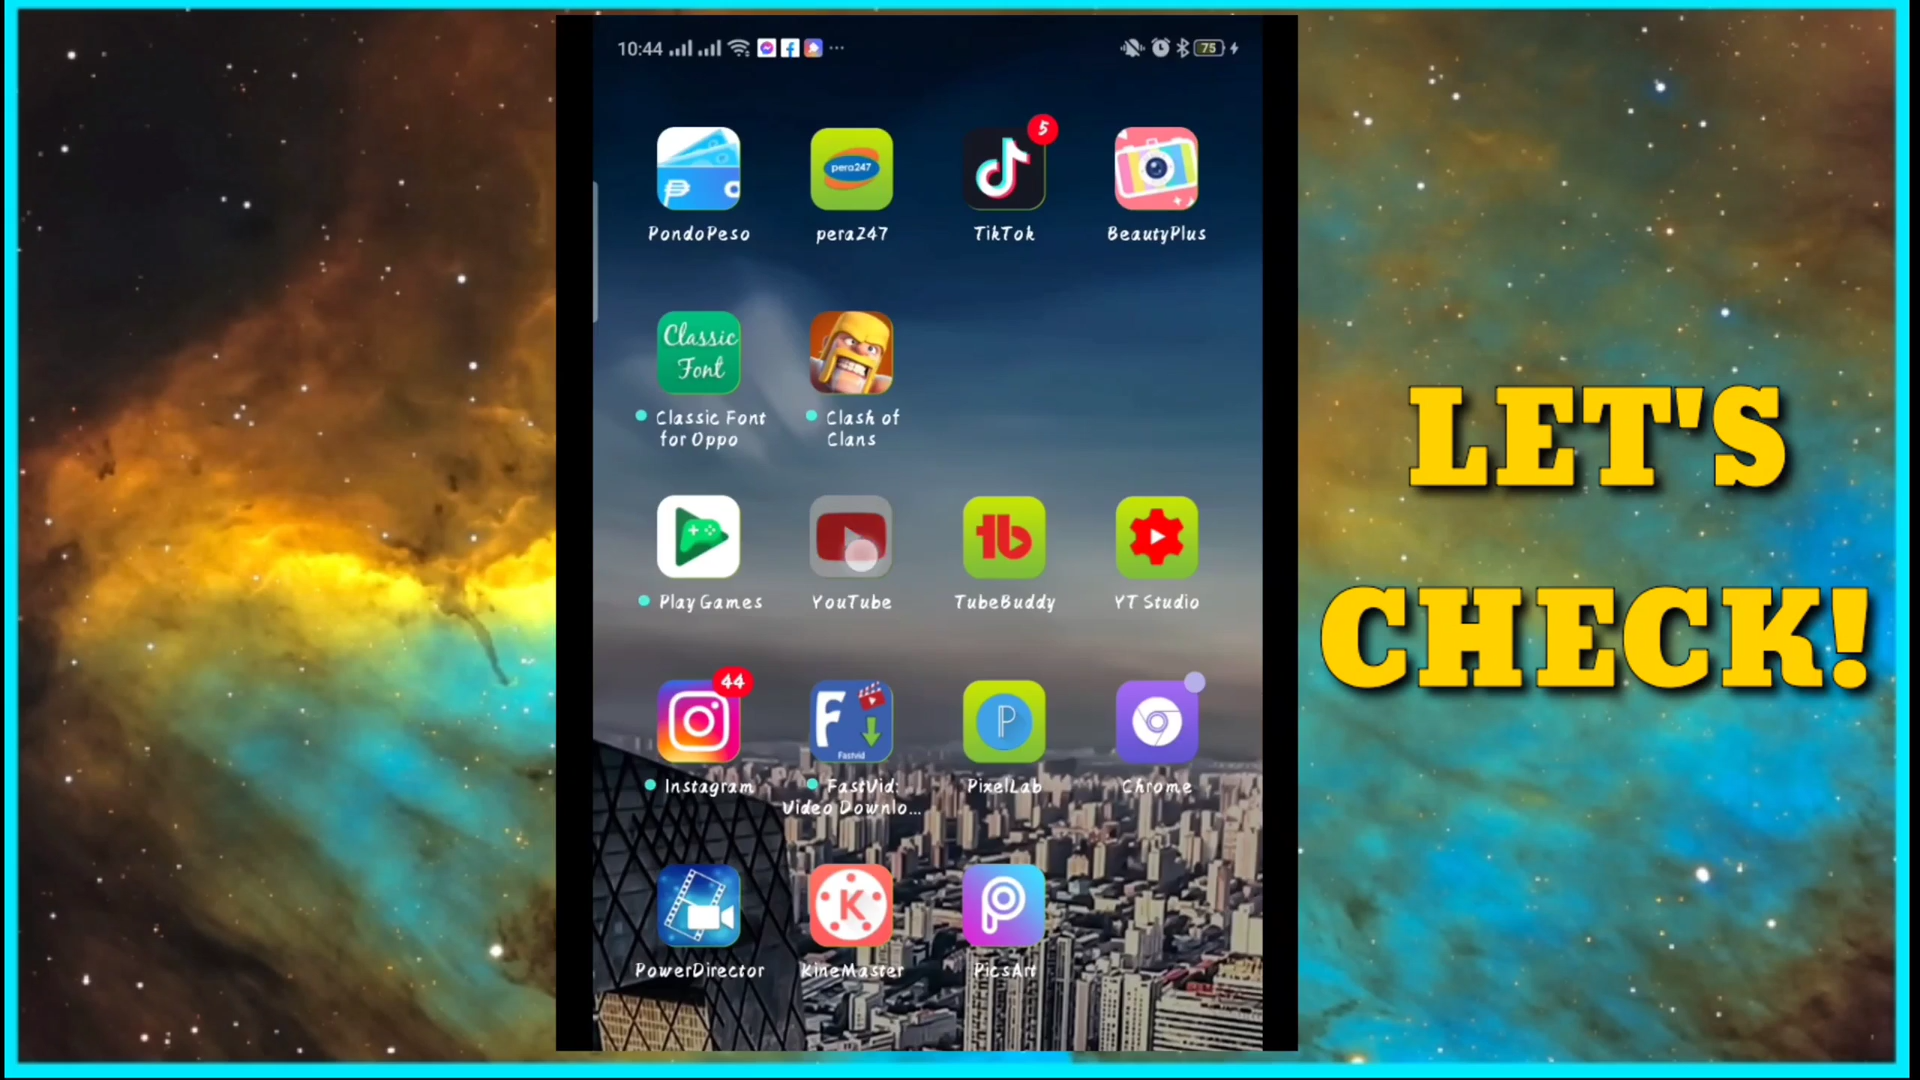 10:44
75
5
pera247
PondoPeso
pera247
TikTok
BeautyPlus
Classic
Font
Classic Font
for Oppo
Clash of
Clans
LET'S
CHECK!
Play Games
YouTube
TubeBuddy
YT Studio
44
Fastvid
Instagram
FastVid:
Video Downlo...
PixelLab
Chrome
K
PowerDirector
KineMaster
PicsArt